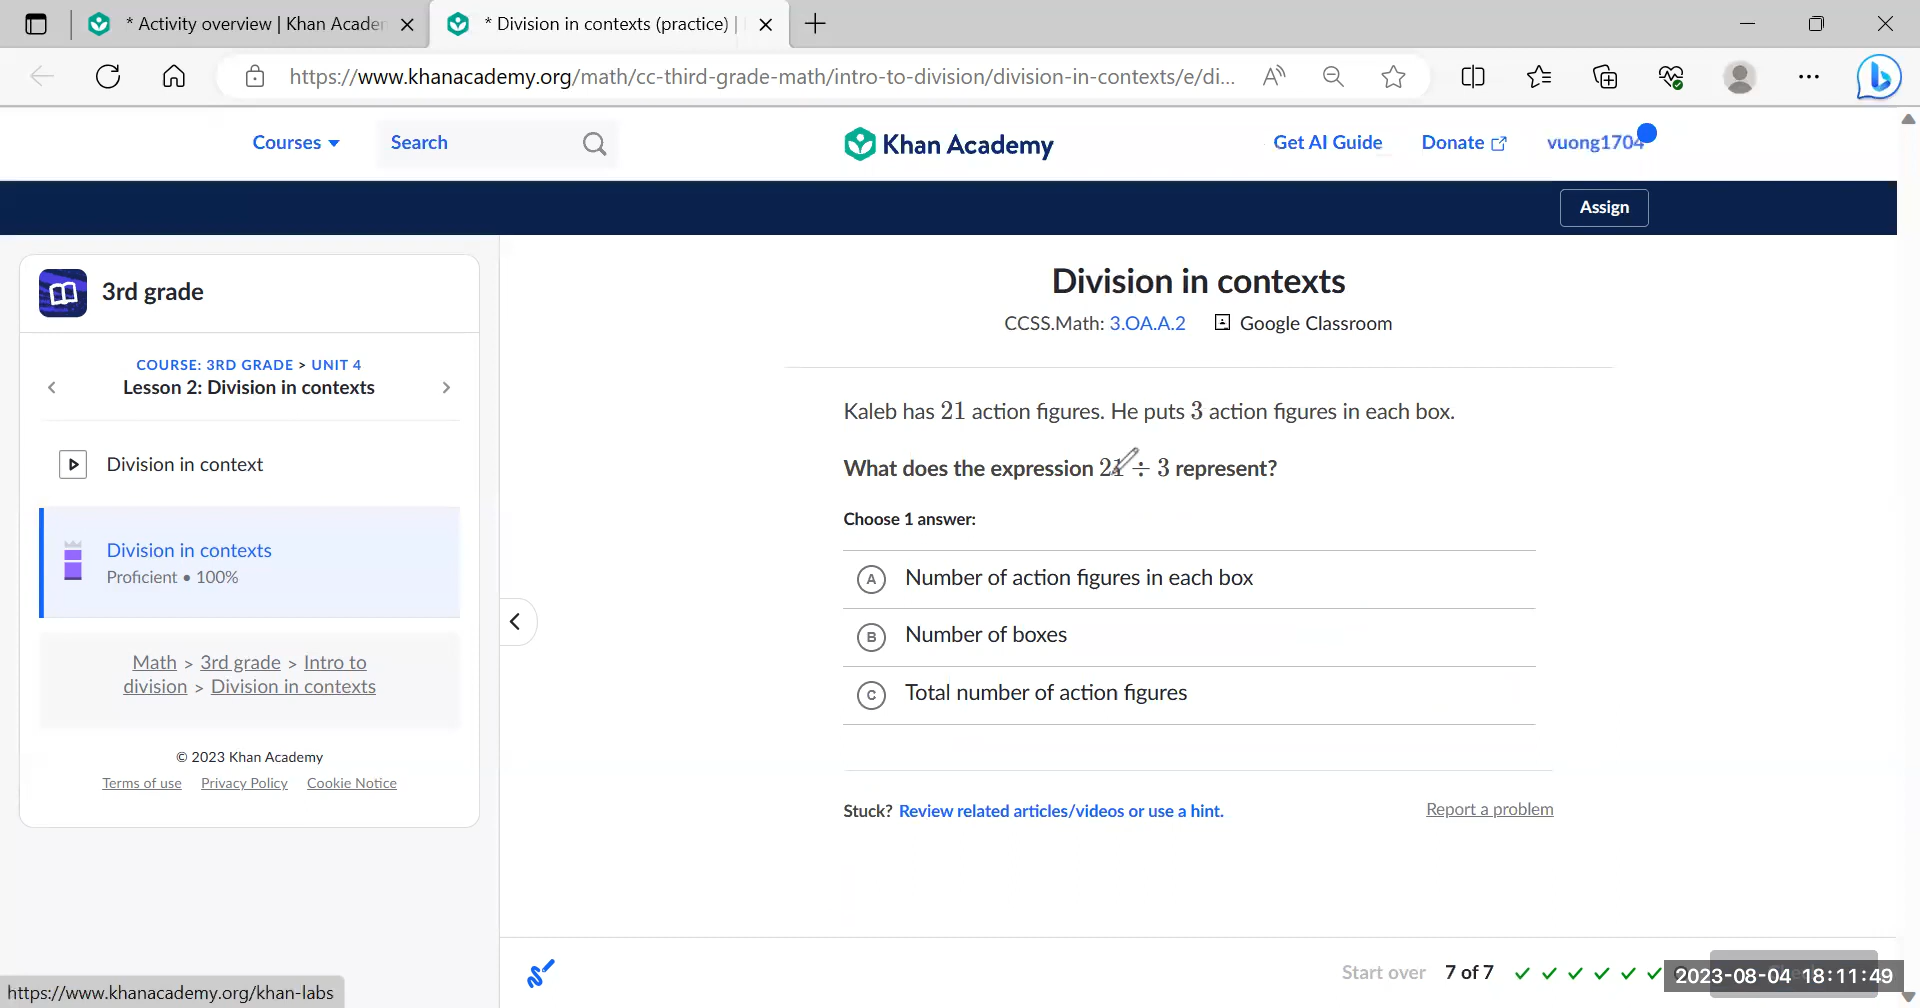 * Activity overview | Khan Academ
* Division in contexts (practice) |
https://www.khanacademy.org/math/cc-third-grade-math/intro-to-division/division-in-contexts/e/di...
Courses
Search
Khan Academy
Get AI Guide
Donate
vuong1704
Assign
3rd grade
COURSE: 3RD GRADE > UNIT 4
Lesson 2: Division in contexts
Division in context
Division in contexts
Proficient • 100%
Math > 3rd grade > Intro to
division > Division in contexts
© 2023 Khan Academy
Terms of use Privacy Policy Cookie Notice
Division in contexts
CCSS.Math: 3.OA.A.2 Google Classroom
Kaleb has 21 action figures. He puts 3 action figures in each box.
What does the expression 21 ÷ 3 represent?
Choose 1 answer:
A Number of action figures in each box
B Number of boxes
C Total number of action figures
Stuck? Review related articles/videos or use a hint.
Report a problem
Start over 7 of 7
2023-08-04 18:11:49
https://www.khanacademy.org/khan-labs